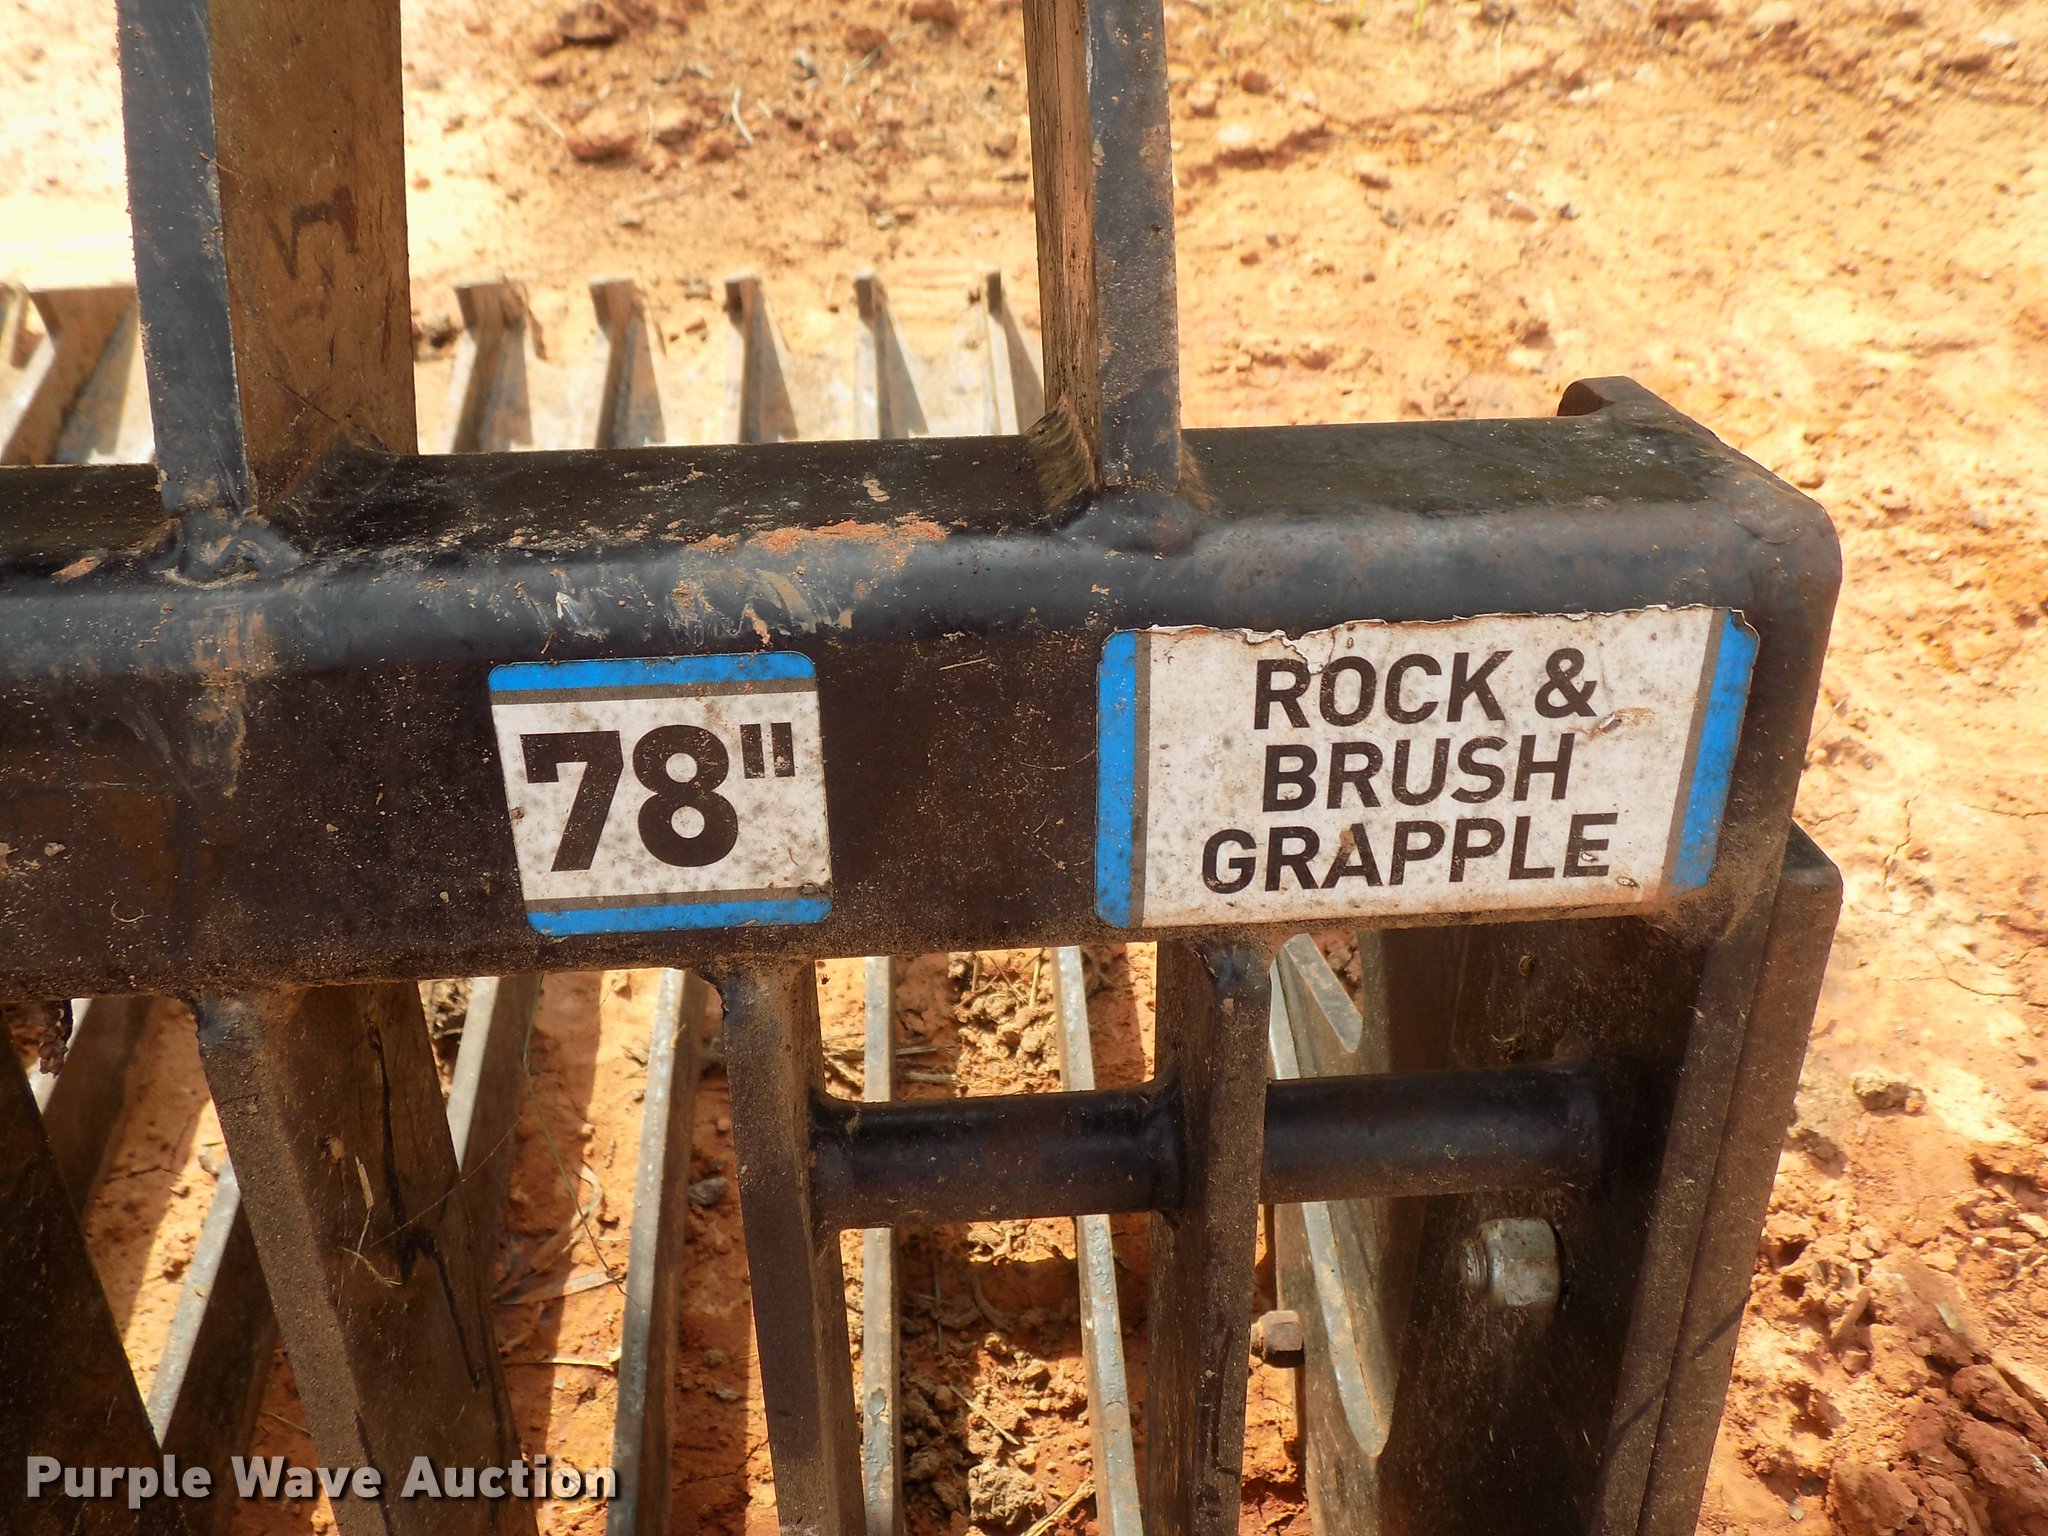 78"
ROCK &
BRUSH
GRAPPLE
Purple Wave Auction